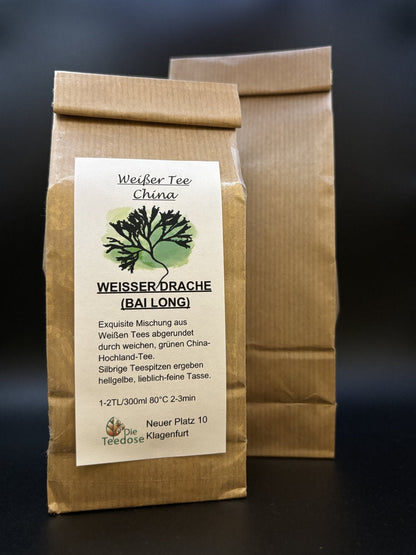 Weißer Tee
China
WEISSER DRACHE
(BAI LONG)
Exquisite Mischung aus
Weißen Tees abgerundet
durch weichen, grünen China-
Hochland-Tee.
Silbrige Teespitzen ergeben
hellgelbe, lieblich-feine Tasse.
1-2TL/300ml 80°C 2-3min
Die
Teedose
Neuer Platz 10
Klagenfurt